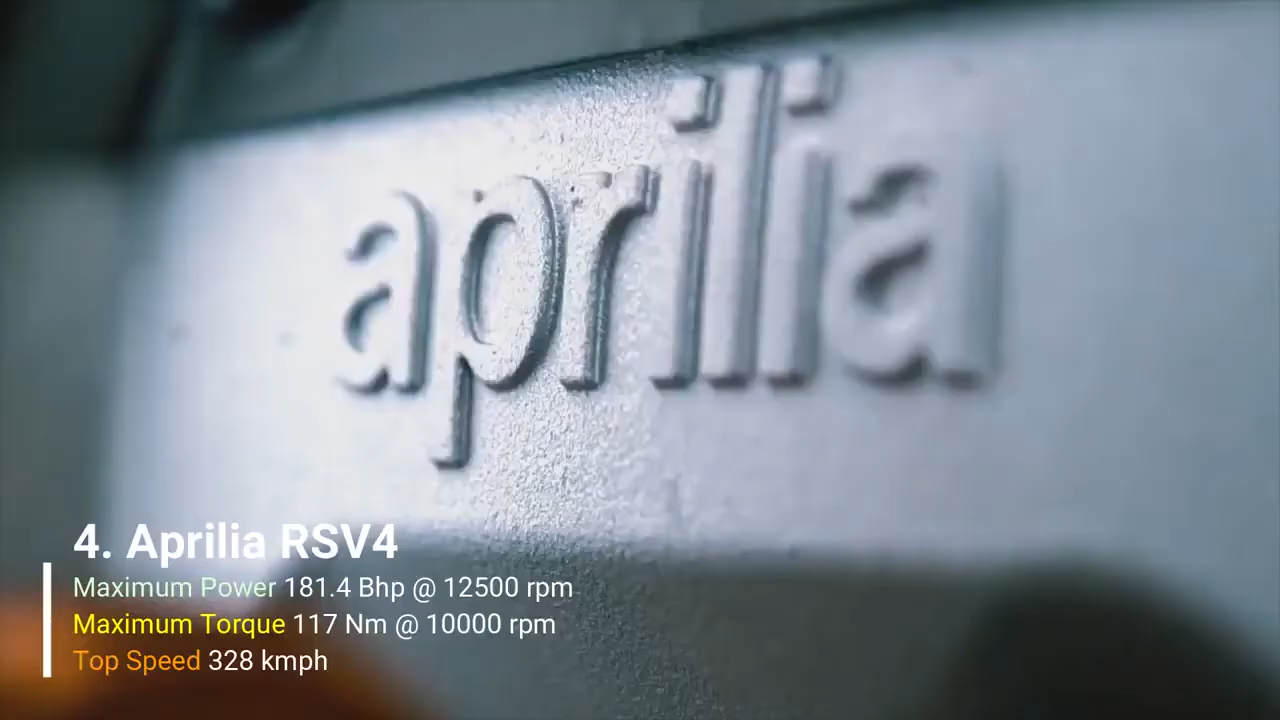 aprilia
4. Aprilia RSV4
Maximum Power 181.4 Bhp @ 12500 rpm
Maximum Torque 117 Nm @ 10000 rpm
Top Speed 328 kmph